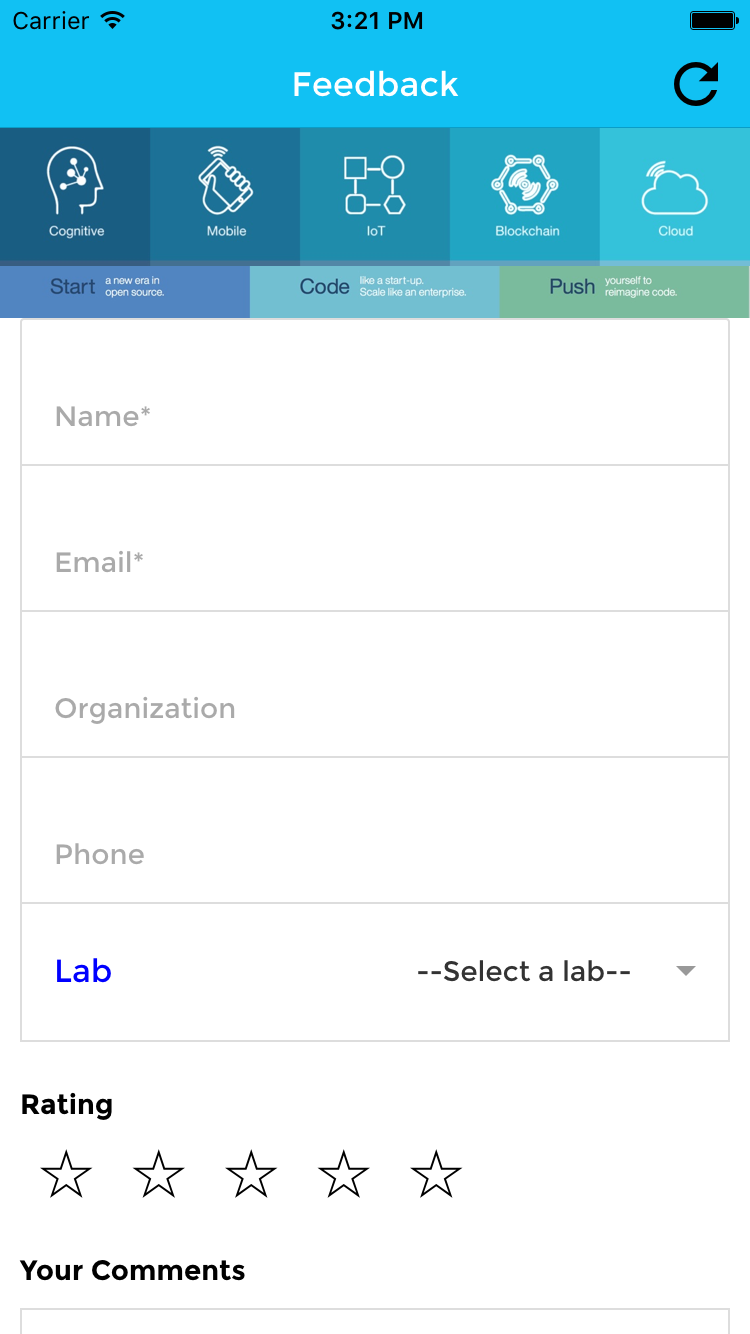 Carrier 3:21 PM
Feedback
Cognitive Mobile IoT Blockchain Cloud
Start a new era in
open source.
Code like a start-up.
Scale like an enterprise.
Push yourself to
reimagine code.
Name*
Email*
Organization
Phone
Lab --Select a lab--
Rating
Your Comments